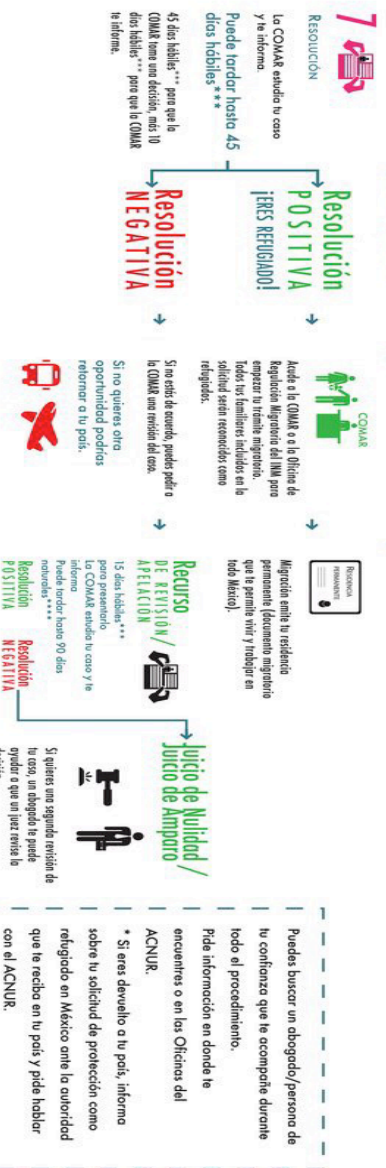 7
RESOLUCIÓN
La COMAR estudia tu caso
y te informa.
Puede tardar hasta 45
días hábiles***
45 días hábiles*** para que la
COMAR tome una decisión, más 10
días hábiles*** para que la COMAR
te informe.
Resolución
POSITIVA
¡ERES REFUGIADO!
COMAR
Acude a la COMAR o a la Oficina de
Regulación Migratoria del INM para
empezar tu trámite migratorio.
Todos tus familiares incluidos en la
solicitud serán reconocidos como
refugiados.
RESIDENCIA
PERMANENTE
Migración emite tu residencia
permanente (documento migratorio
que te permite vivir y trabajar en
todo México).
Resolución
NEGATIVA
Si no estás de acuerdo, puedes pedir a
la COMAR una revisión del caso.
Si no quieres otra
oportunidad podrías
retornar a tu país.
Recurso
DE REVISIÓN/
APELACIÓN
15 días hábiles***
para presentarlo
La COMAR estudia tu caso y te
informa
Puede tardar hasta 90 días
naturales****
Resolución
POSITIVA
Resolución
NEGATIVA
Juicio de Nulidad /
Juicio de Amparo
Si quieres una segunda revisión de
tu caso, un abogado te puede
ayudar a que un juez revise la
Puedes buscar un abogado/persona de
tu confianza que te acompañe durante
todo el procedimiento.
Pide información en donde te
encuentres o en las Oficinas del
ACNUR.
* Si eres devuelto a tu país, informa
sobre tu solicitud de protección como
refugiado en México ante la autoridad
que te reciba en tu país y pide hablar
con el ACNUR.